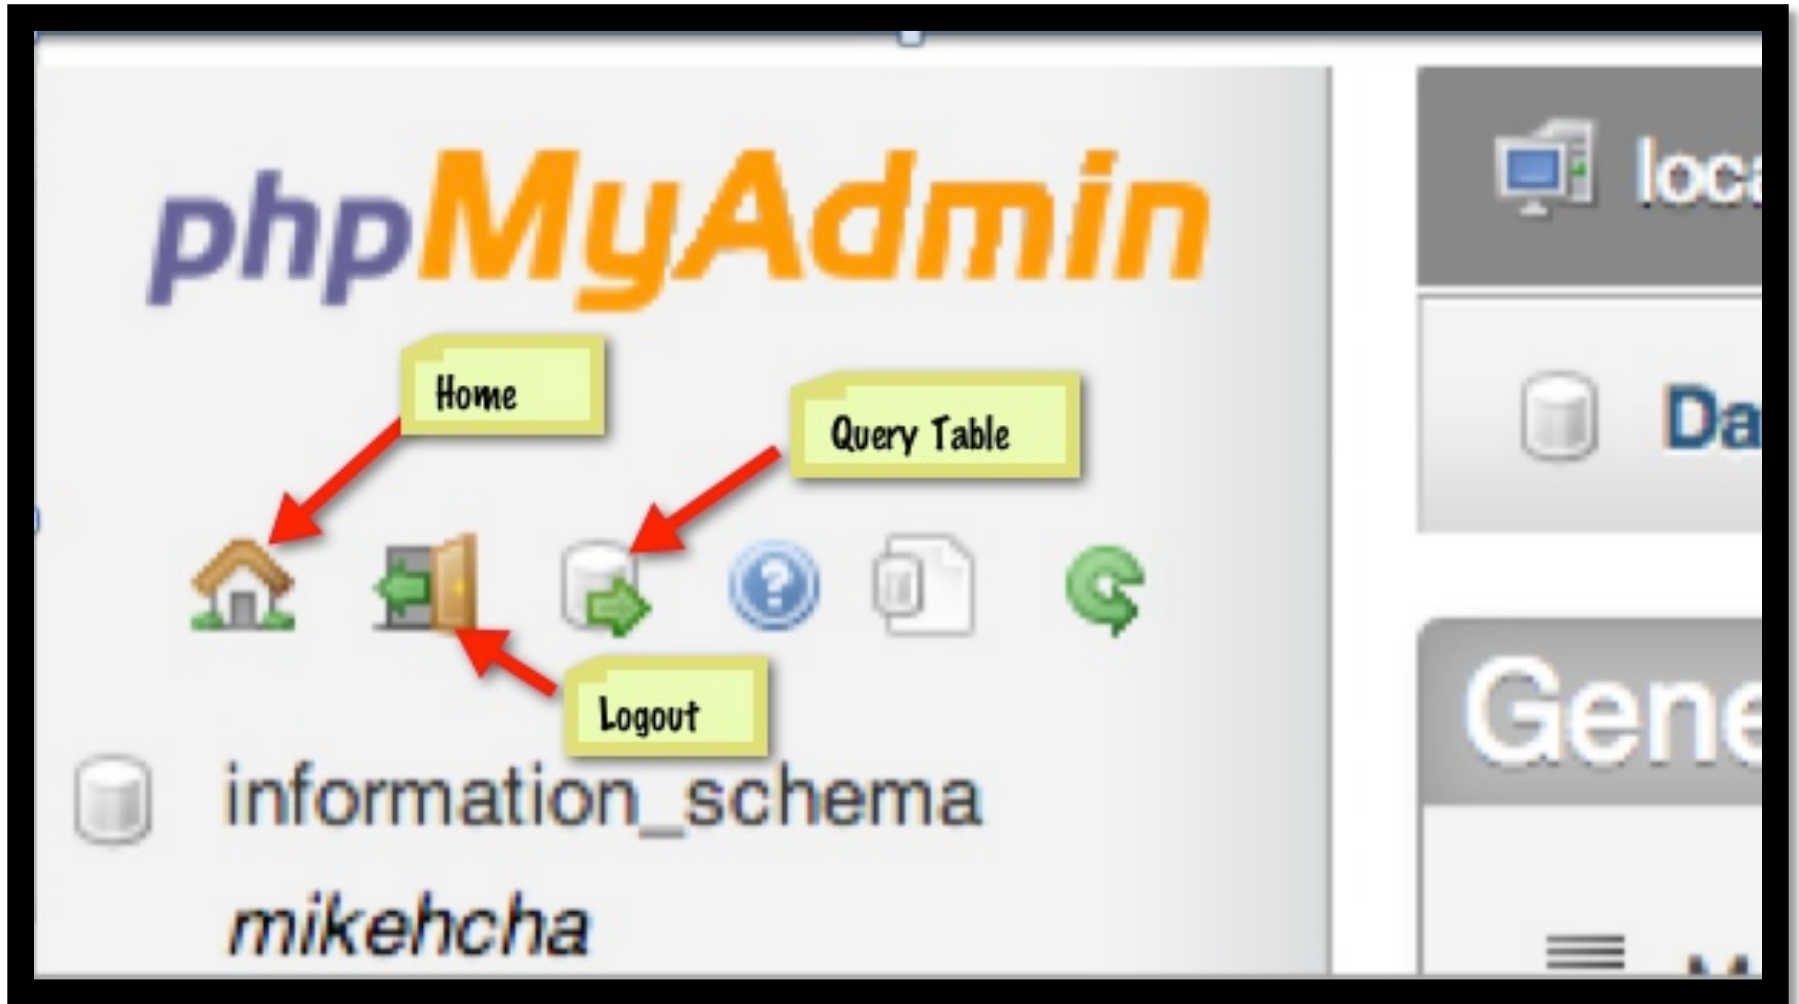 phpMyAdmin
Home
Query Table
Logout
information_schema
mikehcha
loca
Da
Gene